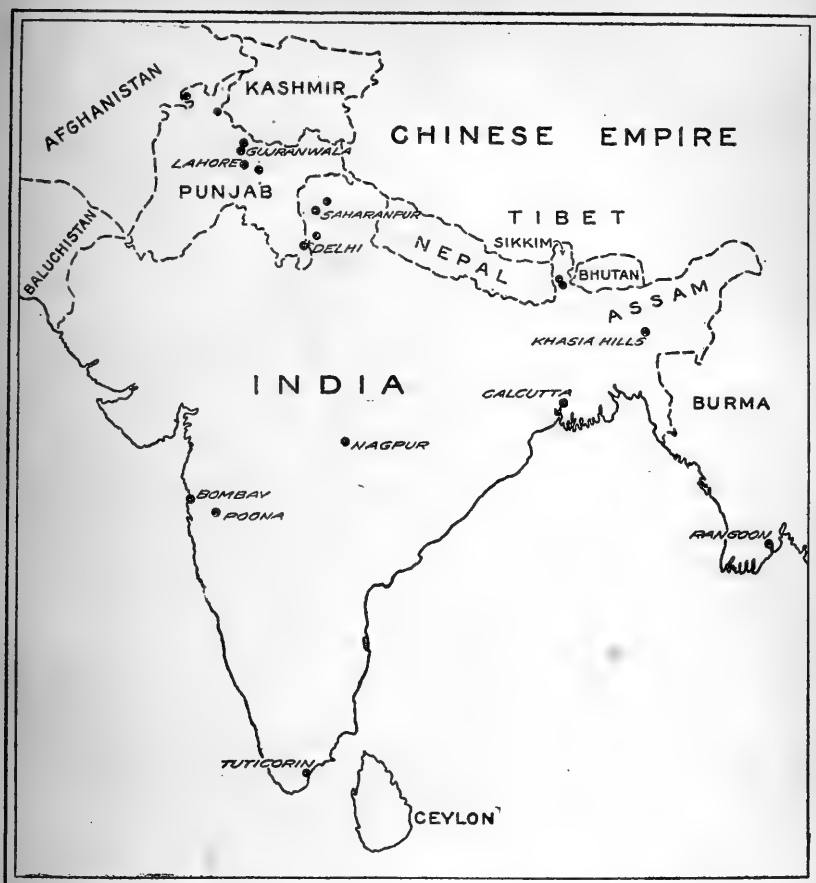 AFGHANISTAN
KASHMIR
CHINESE EMPIRE
GUJRANWALA
LAHORE
PUNJAB
BALUCHISTAN
SAHARANPUR
DELHI
TIBET
SIKKIM
NEPAL
BHUTAN
ASSAM
KHASIA HILLS
INDIA
CALCUTTA
BURMA
NAGPUR
BOMBAY
POONA
RANGOON
TUTICORIN
CEYLON